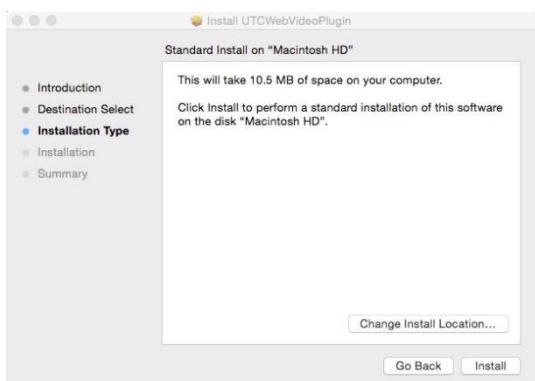 Install UTCWebVideoPlugin
Standard Install on "Macintosh HD"
Introduction
Destination Select
Installation Type
Installation
Summary
This will take 10.5 MB of space on your computer.
Click Install to perform a standard installation of this software
on the disk "Macintosh HD".
Change Install Location...
Go Back
Install